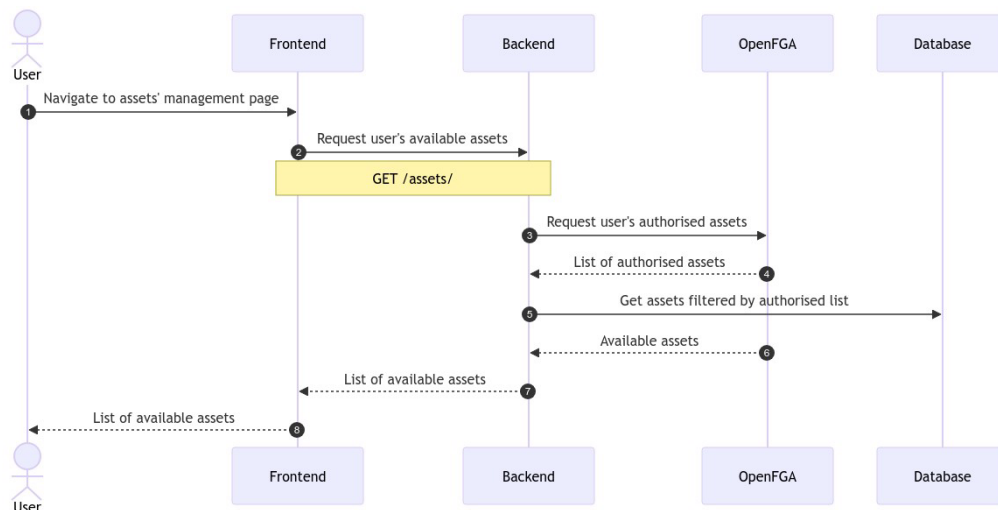 Frontend
Backend
OpenFGA
Database
User
Navigate to assets' management page
1
Request user's available assets
2
GET /assets/
Request user's authorised assets
3
List of authorised assets
4
Get assets filtered by authorised list
5
Available assets
6
List of available assets
7
List of available assets
8
Frontend
Backend
OpenFGA
Database
User